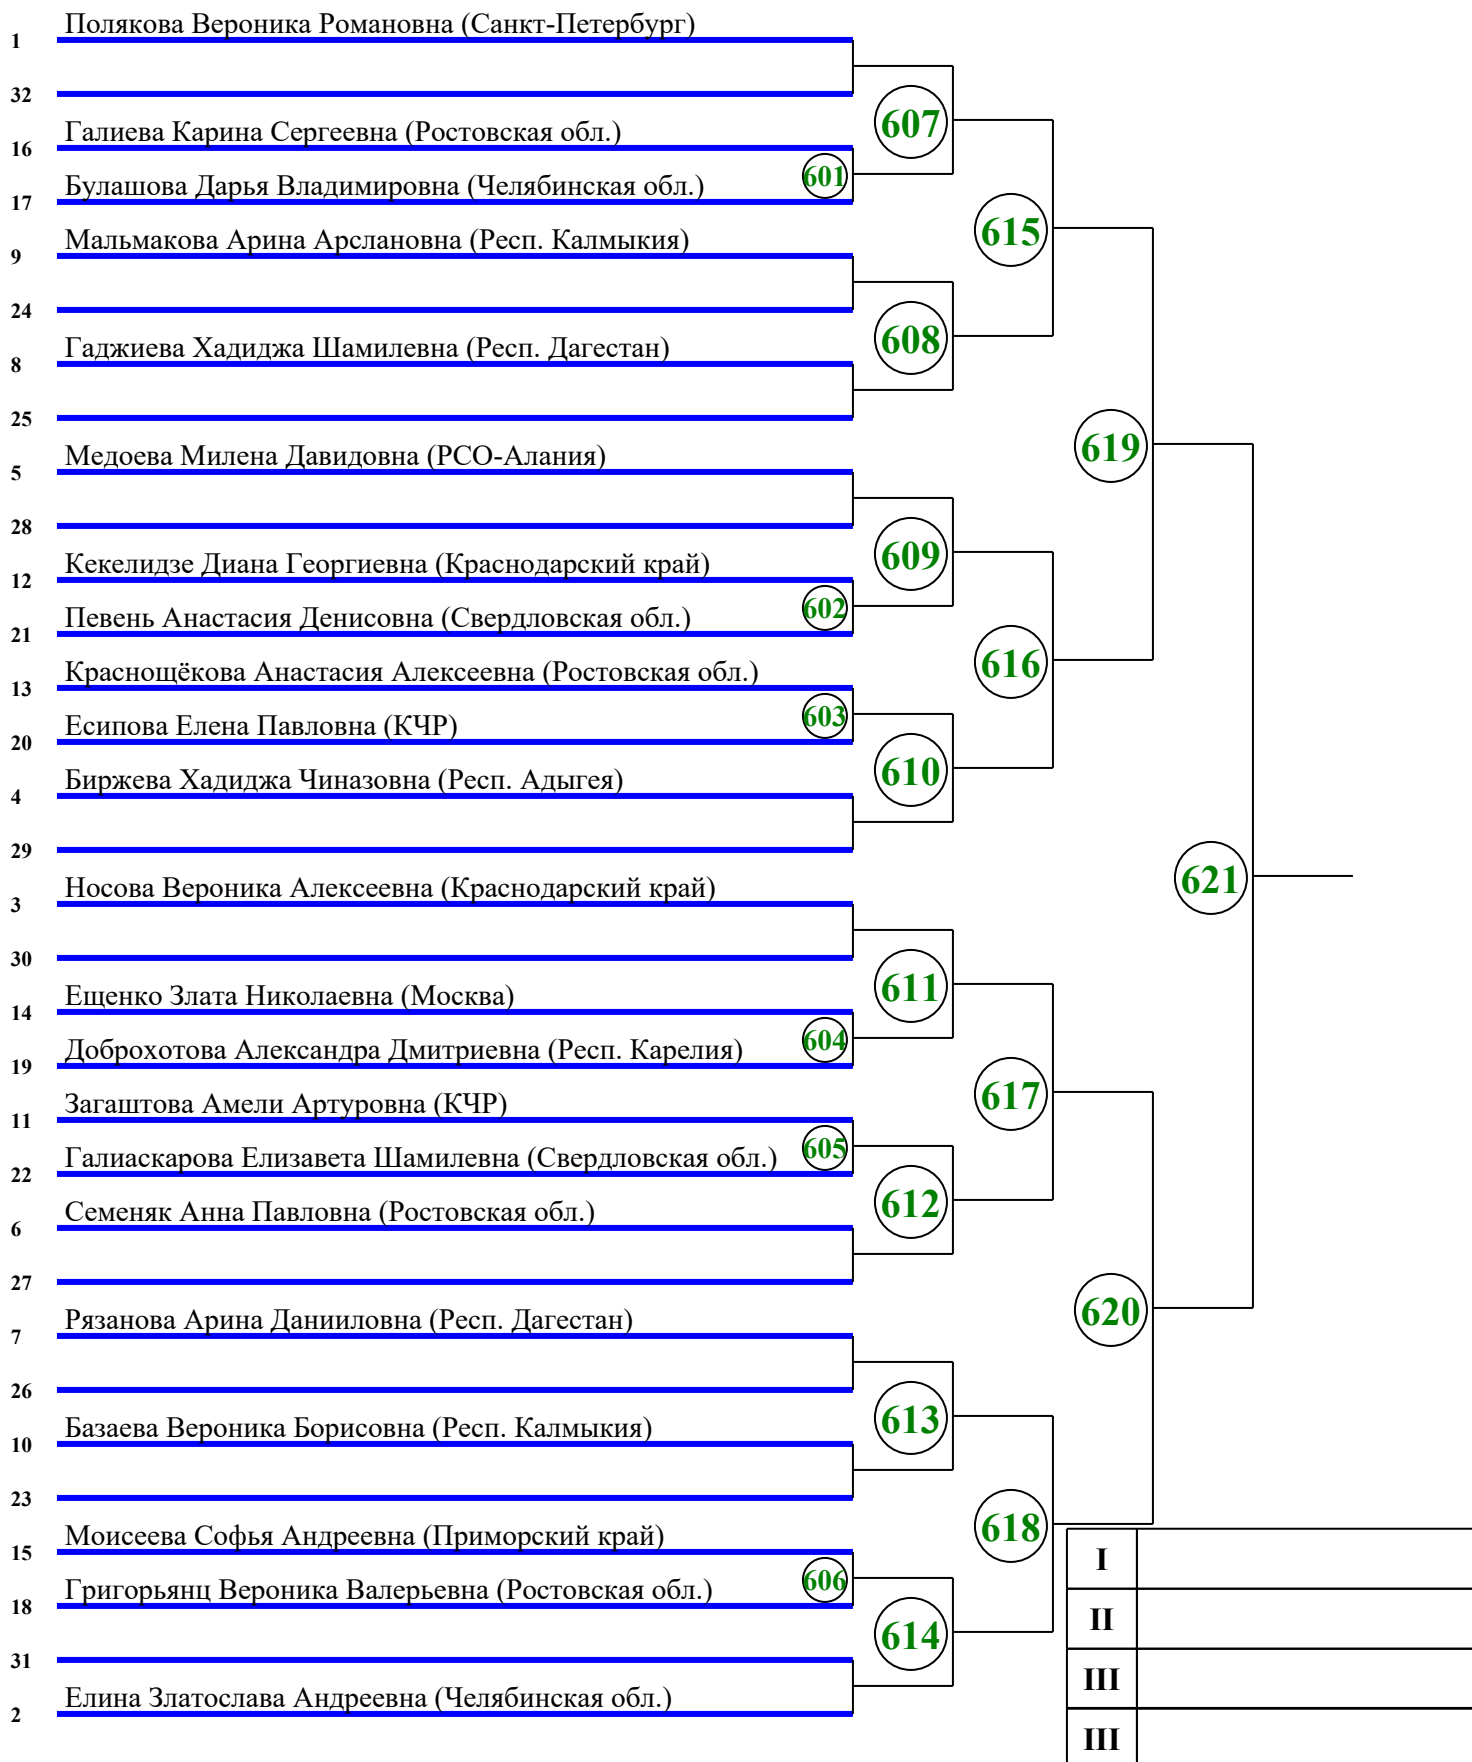 Полякова Вероника Романовна (Санкт-Петербург)
1
32
Галиева Карина Сергеевна (Ростовская обл.)
16
607
Булашова Дарья Владимировна (Челябинская обл.)
601
17
Мальмакова Арина Арслановна (Респ. Калмыкия)
615
9
24
Гаджиева Хадиджа Шамилевна (Респ. Дагестан)
608
8
25
Медоева Милена Давидовна (РСО-Алания)
619
5
28
Кекелидзе Диана Георгиевна (Краснодарский край)
609
12
Певень Анастасия Денисовна (Свердловская обл.)
602
21
Краснощёкова Анастасия Алексеевна (Ростовская обл.)
616
13
Есипова Елена Павловна (КЧР)
603
20
Биржева Хадиджа Чиназовна (Респ. Адыгея)
610
4
29
Носова Вероника Алексеевна (Краснодарский край)
621
3
30
Ещенко Злата Николаевна (Москва)
611
14
Доброхотова Александра Дмитриевна (Респ. Карелия)
604
19
Загаштова Амели Артуровна (КЧР)
617
11
Галиаскарова Елизавета Шамилевна (Свердловская обл.)
605
22
Семеняк Анна Павловна (Ростовская обл.)
612
6
27
Рязанова Арина Данииловна (Респ. Дагестан)
620
7
26
Базаева Вероника Борисовна (Респ. Калмыкия)
613
10
23
Моисеева Софья Андреевна (Приморский край)
618
15
I
Григорьянц Вероника Валерьевна (Ростовская обл.)
606
18
II
614
31
III
Елина Златослава Андреевна (Челябинская обл.)
2
III